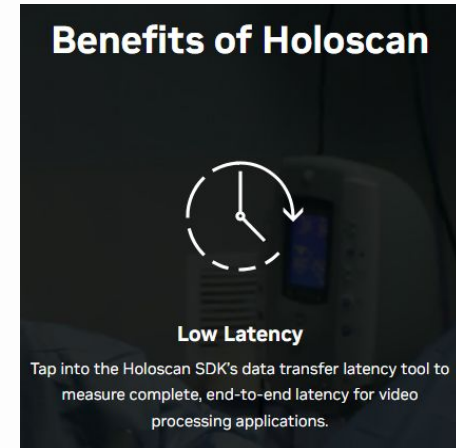 Benefits of Holoscan
Low Latency
Tap into the Holoscan SDK's data transfer latency tool to
measure complete, end-to-end latency for video
processing applications.